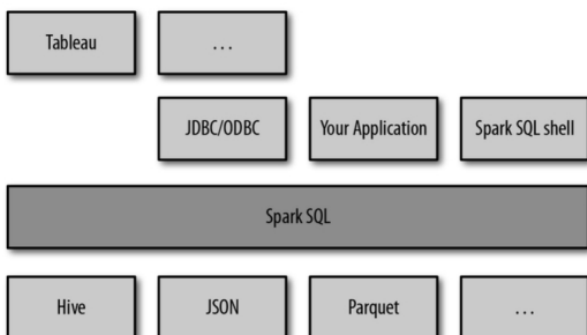 Tableau
...
JDBC/ODBC
Your Application
Spark SQL shell
Spark SQL
Hive
JSON
Parquet
...